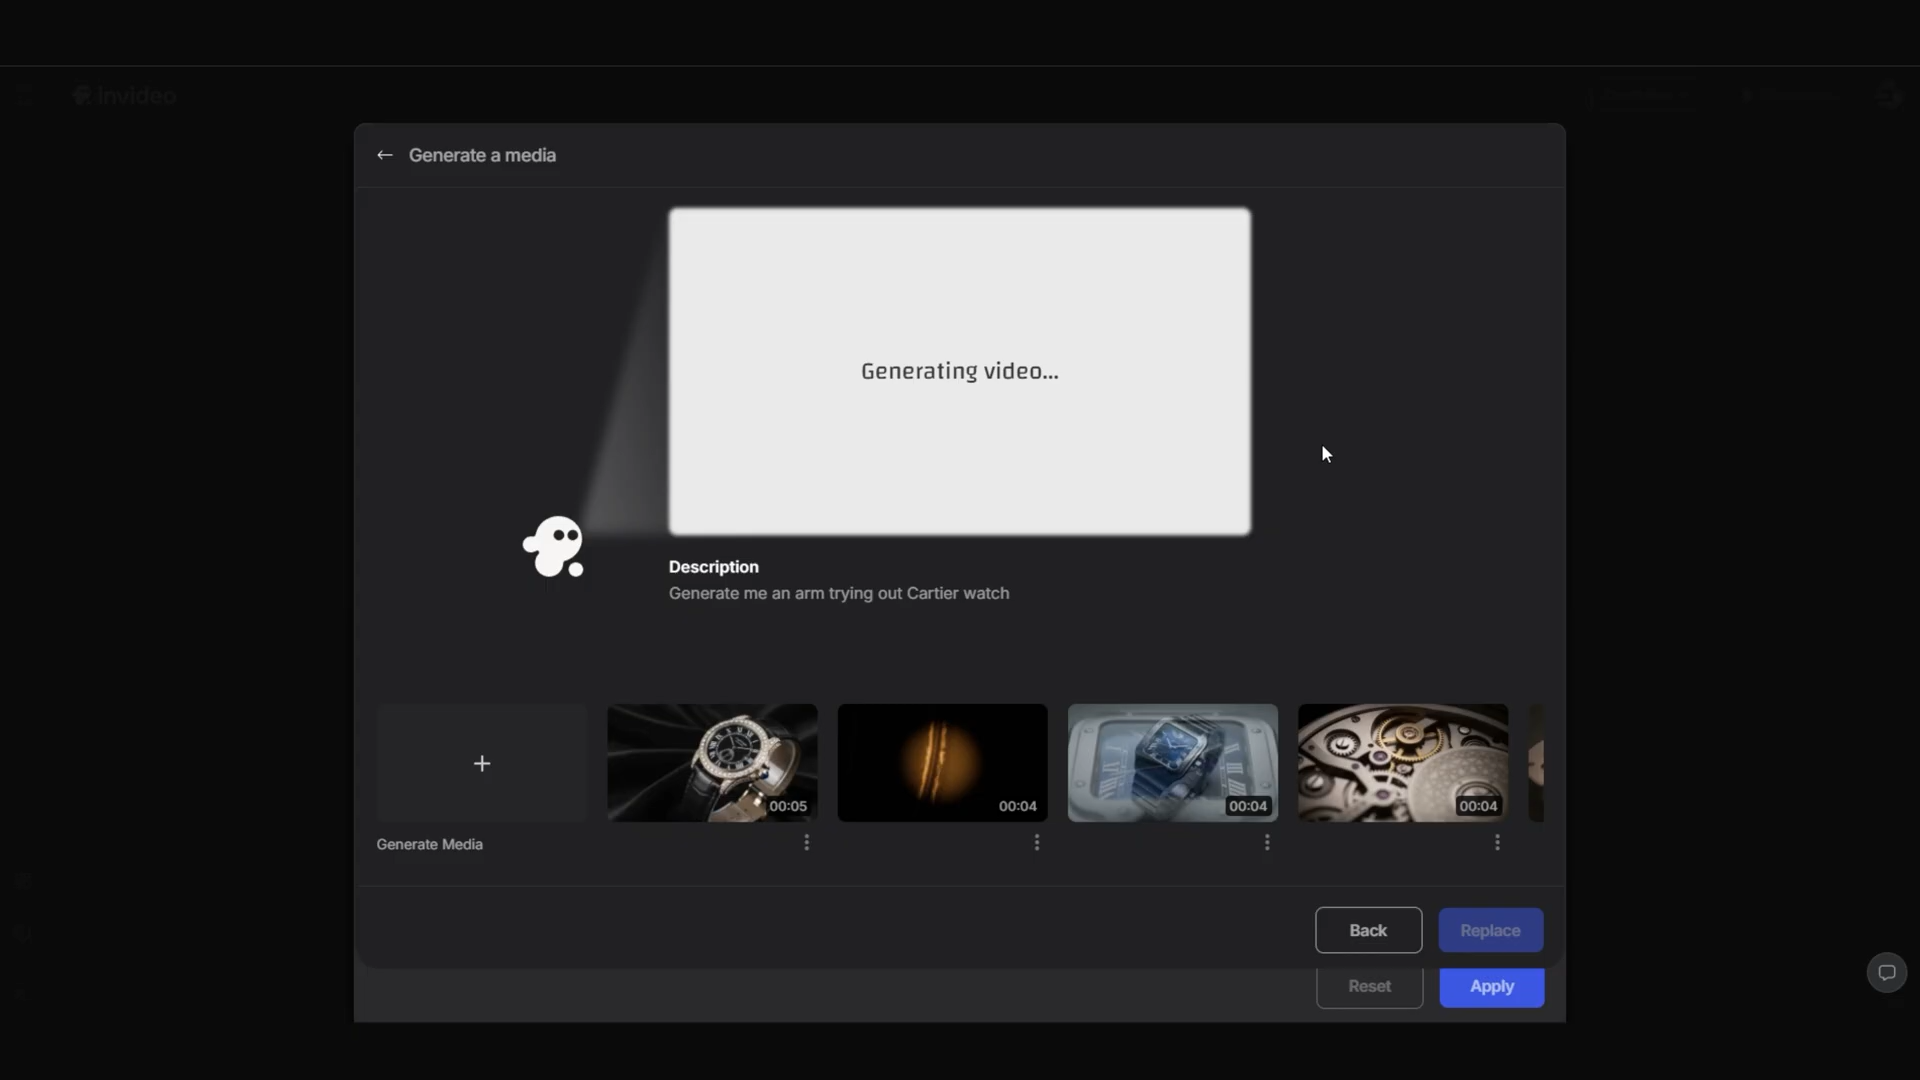 invideo
Generate a media
Generating video...
Description
Generate me an arm trying out Cartier watch
00:05
00:04
00:04
00:04
Generate Media
Back
Replace
Reset
Apply